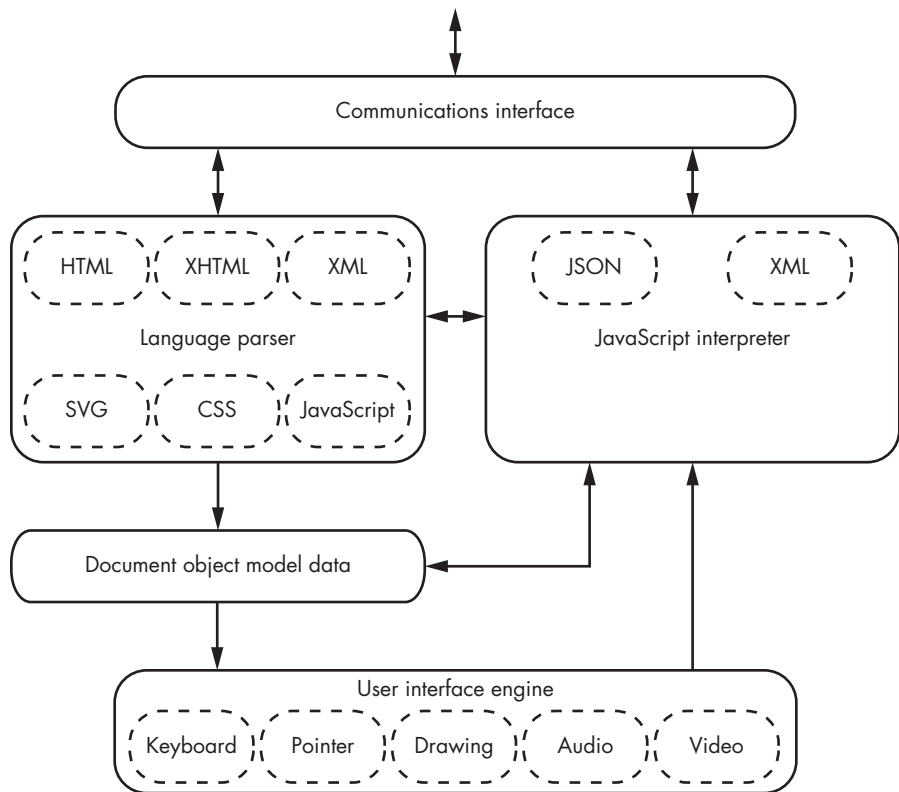 Communications interface
HTML XHTML XML
Language parser
SVG CSS JavaScript
JSON XML
JavaScript interpreter
Document object model data
User interface engine
Keyboard Pointer Drawing Audio Video